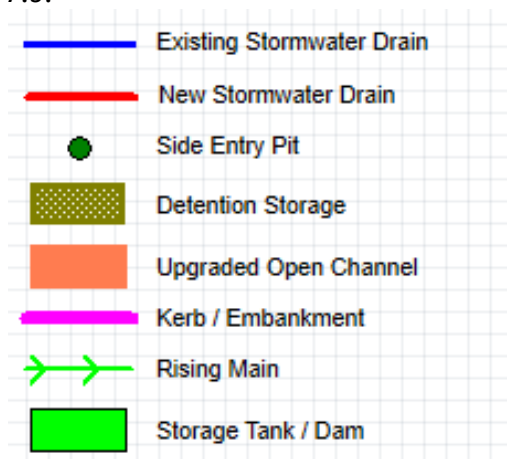 Existing Stormwater Drain
New Stormwater Drain
Side Entry Pit
Detention Storage
Upgraded Open Channel
Kerb / Embankment
Rising Main
Storage Tank / Dam